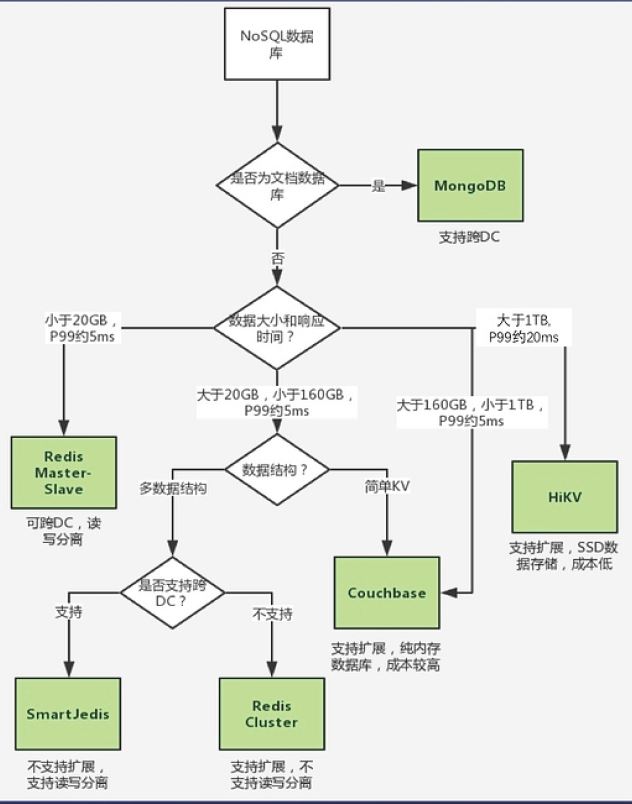 NoSQL数据
库
是否为文档数据
库
是
MongoDB
支持跨DC
否
数据大小和响应
时间？
小于20GB，
P99约5ms
大于1TB,
P99约20ms
大于20GB，小于160GB，
P99约5ms
大于160GB，小于1TB，
P99约5ms
Redis
Master-
Slave
可跨DC，读
写分离
数据结构？
多数据结构
简单KV
HiKV
支持扩展，SSD数
据存储，成本低
是否支持跨
DC？
支持
不支持
Couchbase
支持扩展，纯内存
数据库，成本较高
SmartJedis
不支持扩展，
支持读写分离
Redis
Cluster
支持扩展，不
支持读写分离